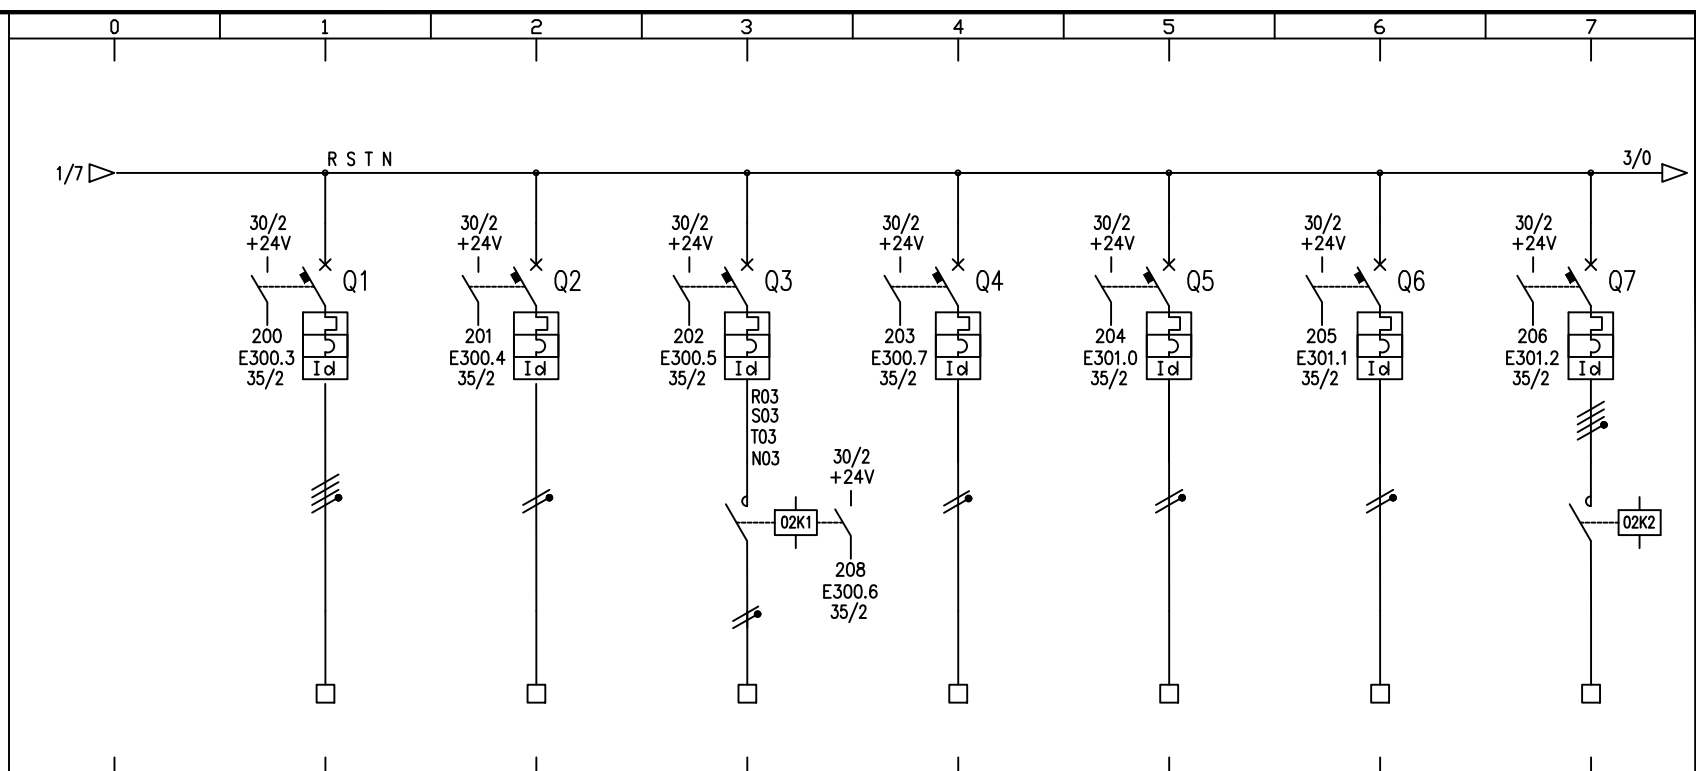 0 1 2 3 4 5 6 7
R S T N
1/7
3/0
30/2 30/2 30/2 30/2 30/2 30/2 30/2
+24V +24V +24V +24V +24V +24V +24V
Q1 Q2 Q3 Q4 Q5 Q6 Q7
200 201 202 203 204 205 206
E300.3 E300.4 E300.5 E300.7 E301.0 E301.1 E301.2
35/2 35/2 35/2 35/2 35/2 35/2 35/2
Id Id Id Id Id Id Id
R03
S03
T03
N03
30/2
+24V
02K1
02K2
208
E300.6
35/2